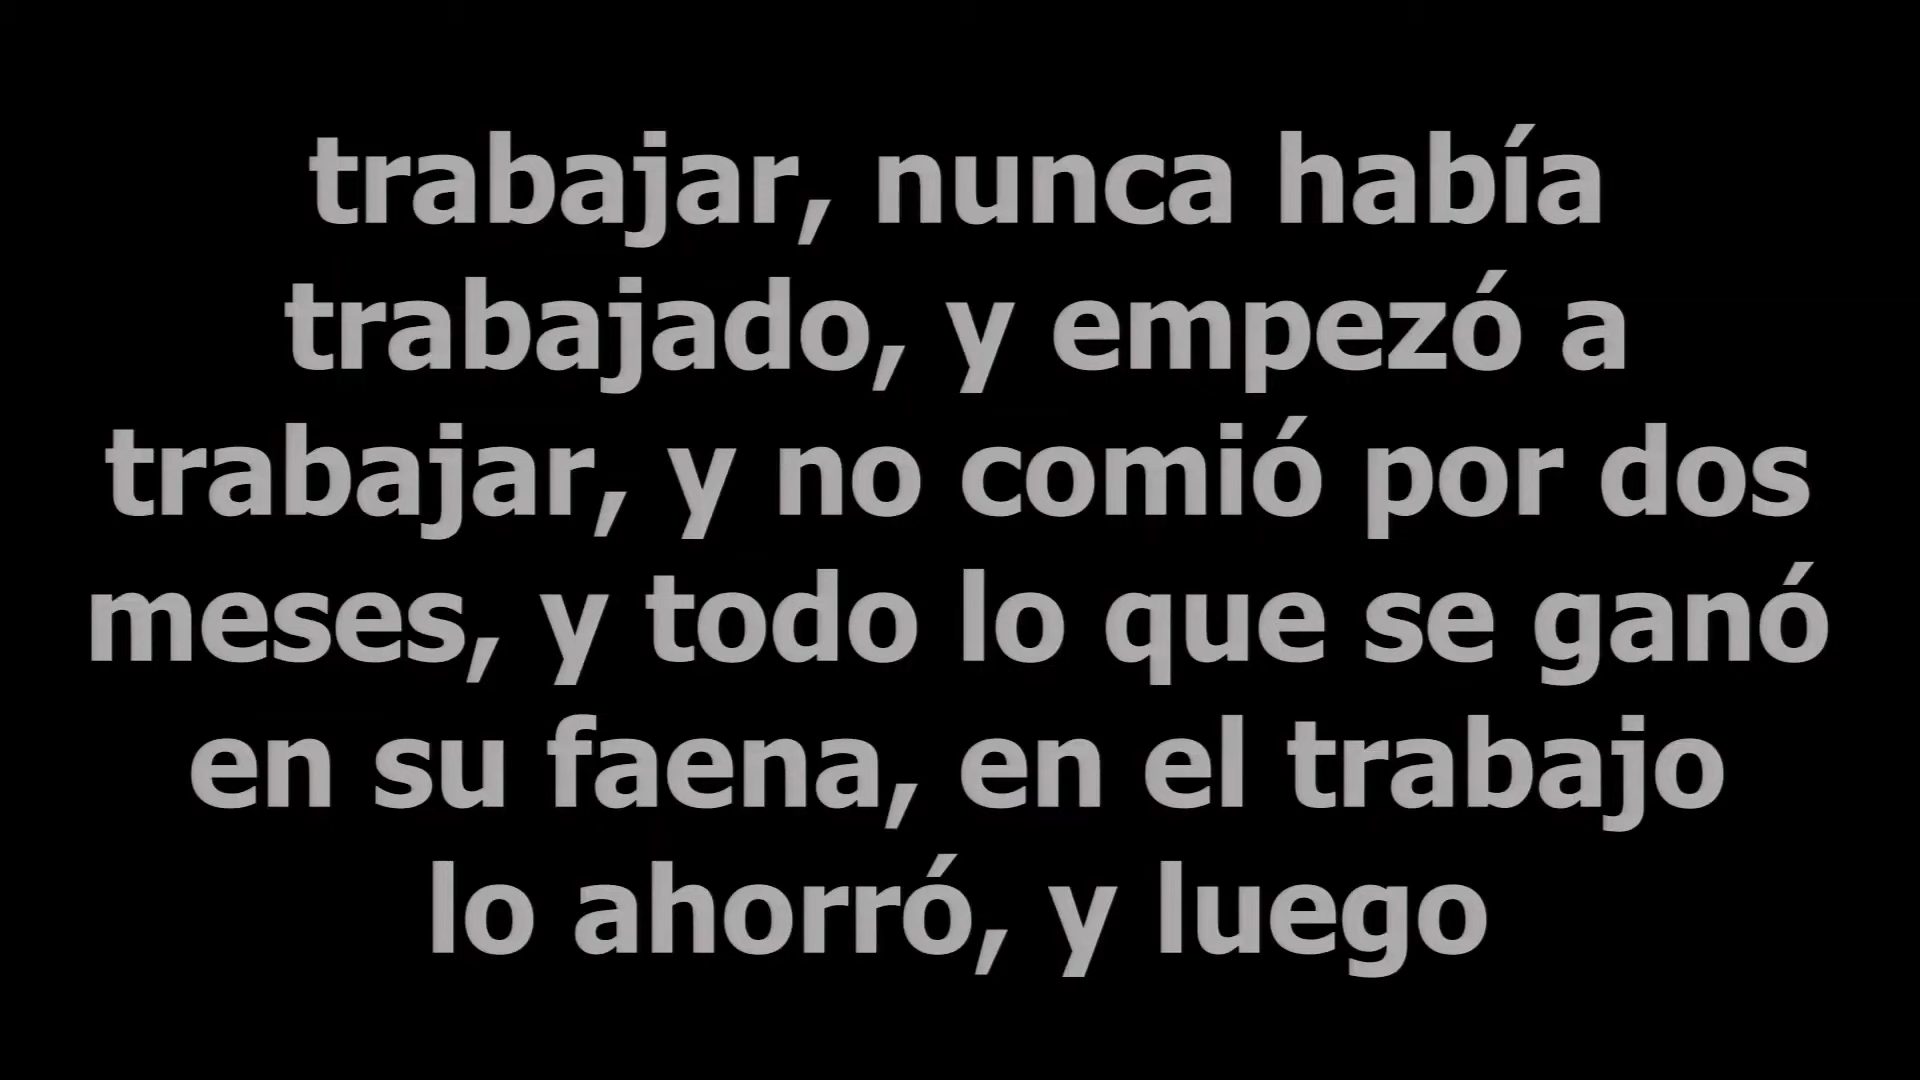 trabajar, nunca había
trabajado, y empezó a
trabajar, y no comió por dos
meses, y todo lo que se ganó
en su faena, en el trabajo
lo ahorró, y luego